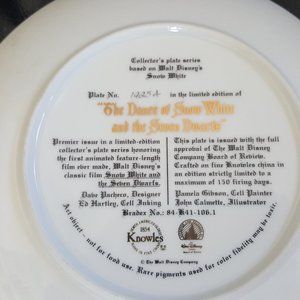 Collector's plate series
based on Walt Disney's
Snow White
Plate No. 1225A in the limited edition of
"The Dance of Snow White
and the Seven Dwarfs"
Premier issue in a limited-edition
collector's plate series honoring
the first animated feature-length
film ever made, Walt Disney's
classic film Snow White and
the Seven Dwarfs.
Dave Pacheco, Designer
Ed Hartley, Cell Inking
This plate is issued with the full
approval of The Walt Disney
Company Board of Review.
Crafted on fine Knowles china in
an edition strictly limited to a
maximum of 150 firing days.
Pamela Gibson, Cell Painter
John Calmette, Illustrator
Bradex No.: 84-K41-106.1
1854
Knowles
© The Walt Disney Company
Art object - not for food use. Rare pigments used for color fidelity may be toxic.